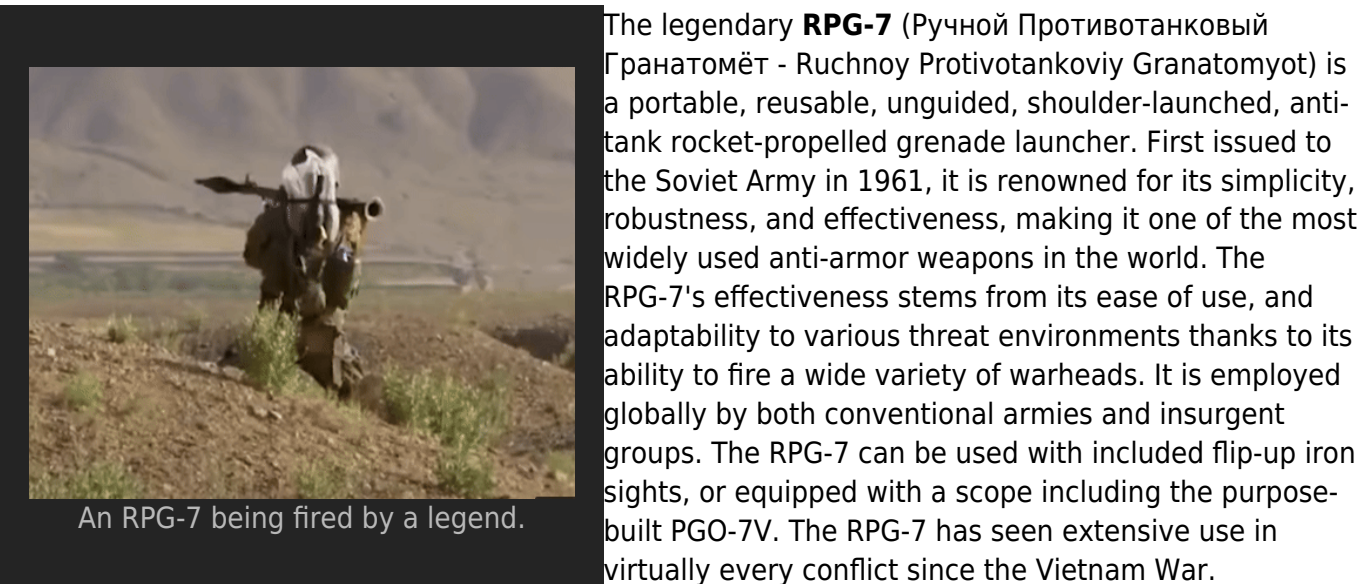 The legendary RPG-7 (Ручной Противотанковый
Гранатомёт - Ruchnoy Protivotankoviy Granatomyot) is
a portable, reusable, unguided, shoulder-launched, anti-
tank rocket-propelled grenade launcher. First issued to
the Soviet Army in 1961, it is renowned for its simplicity,
robustness, and effectiveness, making it one of the most
widely used anti-armor weapons in the world. The
RPG-7's effectiveness stems from its ease of use, and
adaptability to various threat environments thanks to its
ability to fire a wide variety of warheads. It is employed
globally by both conventional armies and insurgent
groups. The RPG-7 can be used with included flip-up iron
sights, or equipped with a scope including the purpose-
built PGO-7V. The RPG-7 has seen extensive use in
virtually every conflict since the Vietnam War.
An RPG-7 being fired by a legend.